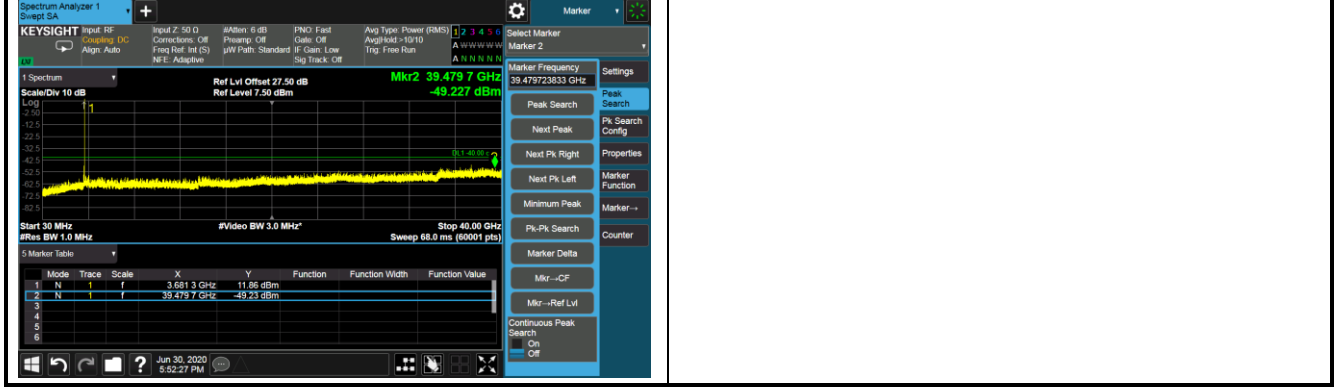 Spectrum Analyzer 1
Swept SA
+
Marker
KEYSIGHT
Input: RF
Coupling: DC
Align: Auto
Input Z: 50 Ω
Corrections: Off
Freq Ref: Int (S)
NFE: Adaptive
#Atten: 6 dB
Preamp: Off
µW Path: Standard
PNO: Fast
Gate: Off
IF Gain: Low
Sig Track: Off
Avg Type: Power (RMS)
Avg|Hold:>10/10
Trig: Free Run
1 2 3 4 5 6
A W W W W W
A N N N N N
LXI
Select Marker
Marker 2
1 Spectrum
Scale/Div 10 dB
Log
Ref Lvl Offset 27.50 dB
Ref Level 7.50 dBm
Mkr2 39.479 7 GHz
-49.227 dBm
-2.50
-12.5
-22.5
-32.5
-42.5
-52.5
-62.5
-72.5
-82.5
1
2
Start 30 MHz
#Res BW 1.0 MHz
#Video BW 3.0 MHz*
Stop 40.00 GHz
Sweep 68.0 ms (60001 pts)
5 Marker Table
Mode Trace Scale X Y Function Function Width Function Value
1 N 1 f 3.681 3 GHz 11.86 dBm
2 N 1 f 39.479 7 GHz -49.23 dBm
3
4
5
6
Marker Frequency
39.479723833 GHz
Peak Search
Next Peak
Next Pk Right
Next Pk Left
Minimum Peak
Pk-Pk Search
Marker Delta
Mkr→CF
Mkr→Ref Lvl
Continuous Peak
Search
On
Off
Settings
Peak
Search
Pk Search
Config
Properties
Marker
Function
Marker→
Counter
?
Jun 30, 2020
5:52:27 PM